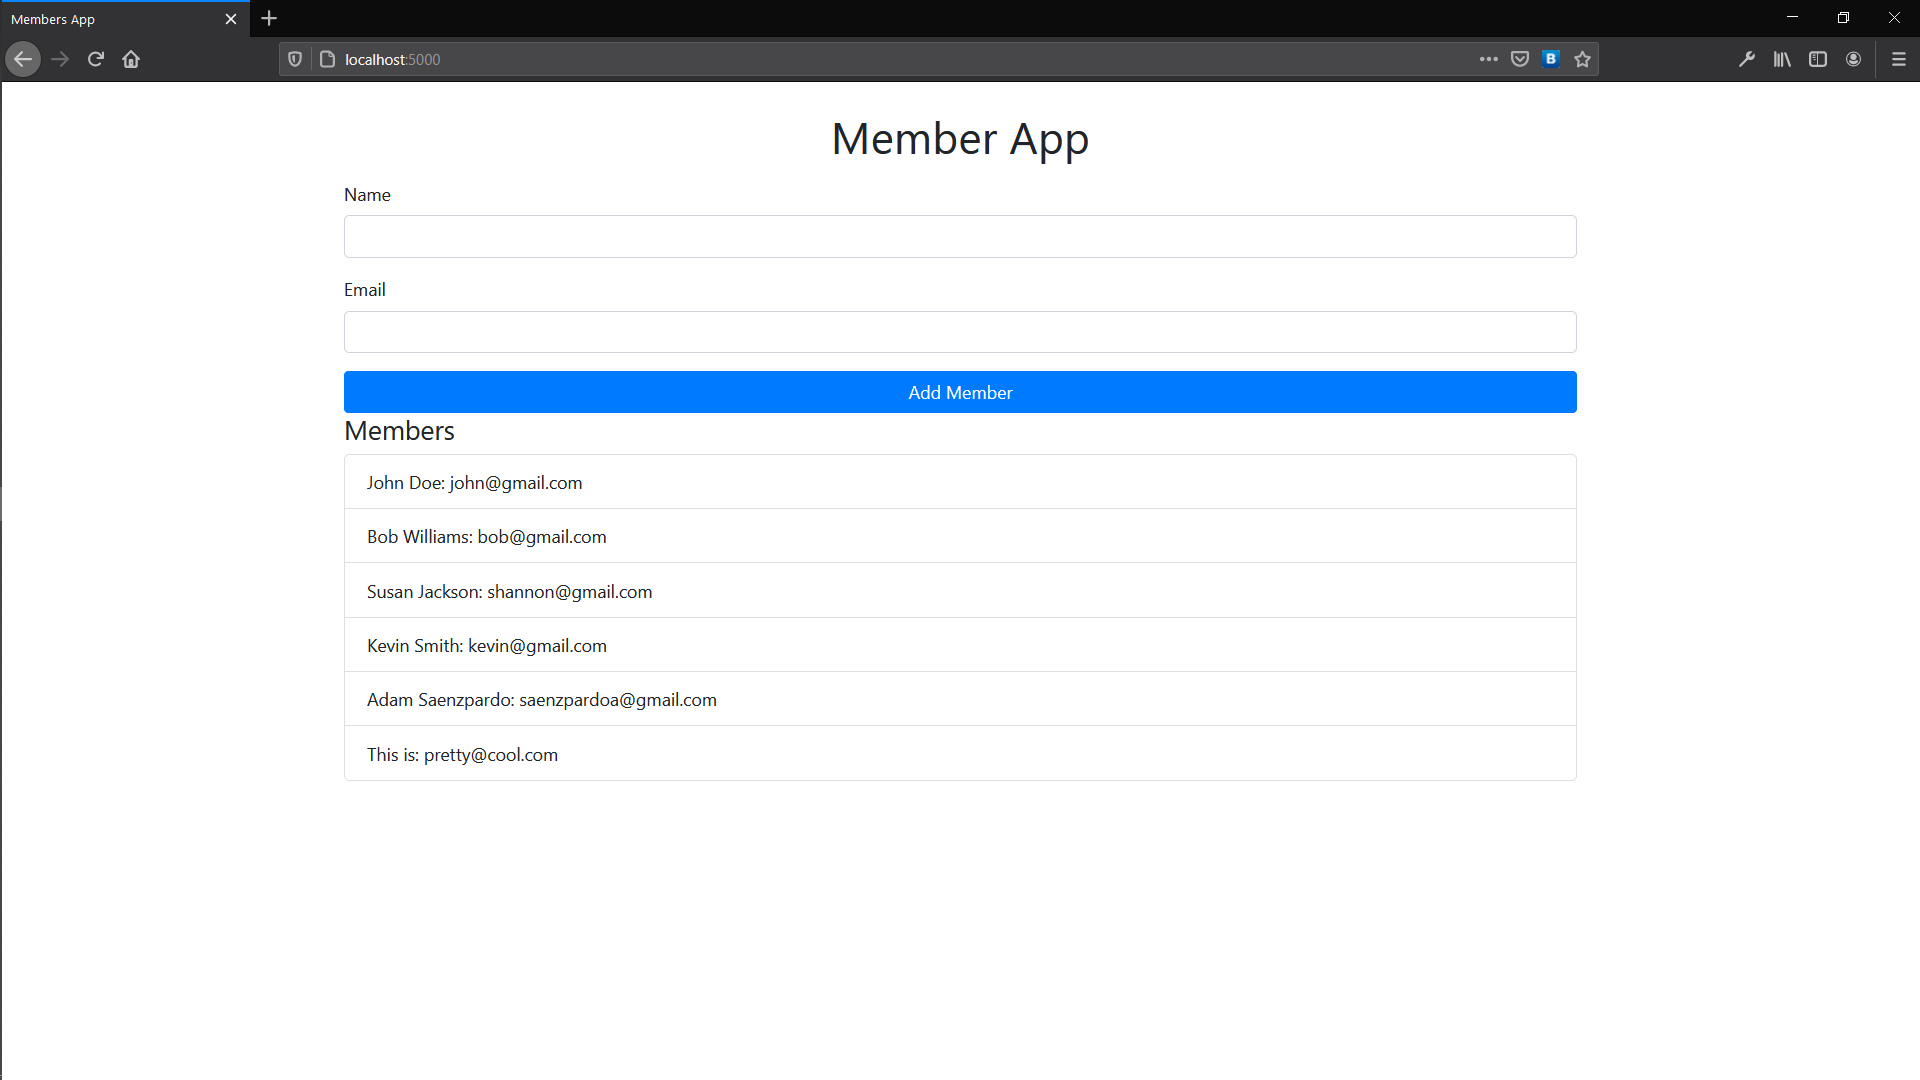 Members App
localhost:5000
B
Member App
Name
Email
Add Member
Members
John Doe: john@gmail.com
Bob Williams: bob@gmail.com
Susan Jackson: shannon@gmail.com
Kevin Smith: kevin@gmail.com
Adam Saenzpardo: saenzpardoa@gmail.com
This is: pretty@cool.com